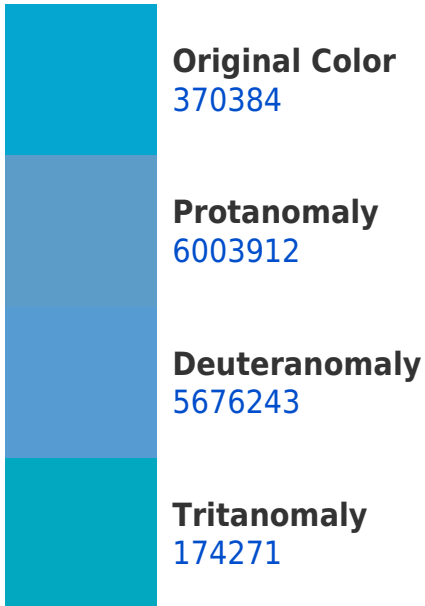 Original Color
370384
Protanomaly
6003912
Deuteranomaly
5676243
Tritanomaly
174271